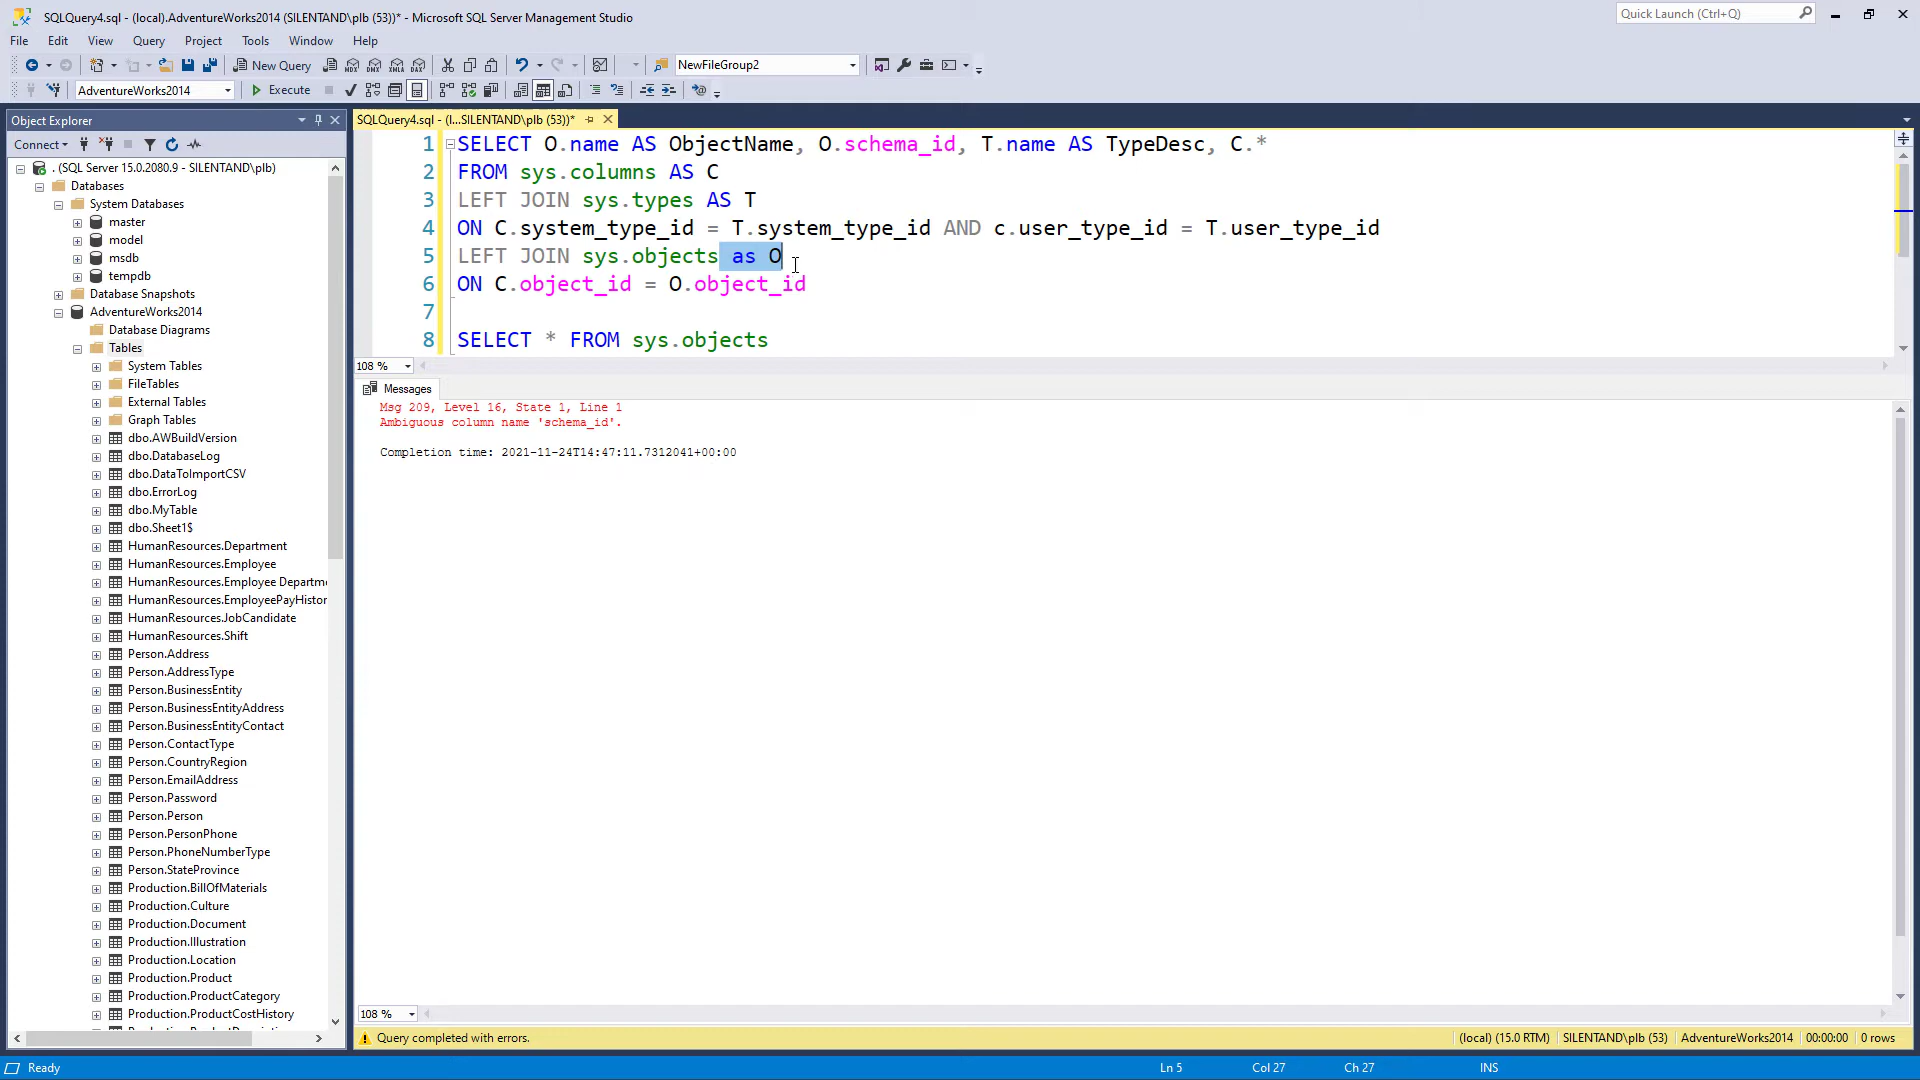 SQLQuery4.sql - (local).AdventureWorks2014 (SILENTAND\plb (53))* - Microsoft SQL Server Management Studio
Quick Launch (Ctrl+Q)
File Edit View Query Project Tools Window Help
New Query
NewFileGroup2
AdventureWorks2014
Execute
Object Explorer
SQLQuery4.sql - (l...SILENTAND\plb (53))*
Connect
. (SQL Server 15.0.2080.9 - SILENTAND\plb)
Databases
System Databases
master
model
msdb
tempdb
Database Snapshots
AdventureWorks2014
Database Diagrams
Tables
System Tables
FileTables
External Tables
Graph Tables
dbo.AWBuildVersion
dbo.DatabaseLog
dbo.DataToImportCSV
dbo.ErrorLog
dbo.MyTable
dbo.Sheet1$
HumanResources.Department
HumanResources.Employee
HumanResources.Employee Departm
HumanResources.EmployeePayHistor
HumanResources.JobCandidate
HumanResources.Shift
Person.Address
Person.AddressType
Person.BusinessEntity
Person.BusinessEntityAddress
Person.BusinessEntityContact
Person.ContactType
Person.CountryRegion
Person.EmailAddress
Person.Password
Person.Person
Person.PersonPhone
Person.PhoneNumberType
Person.StateProvince
Production.BillOfMaterials
Production.Culture
Production.Document
Production.Illustration
Production.Location
Production.Product
Production.ProductCategory
Production.ProductCostHistory
1 SELECT O.name AS ObjectName, O.schema_id, T.name AS TypeDesc, C.*
2 FROM sys.columns AS C
3 LEFT JOIN sys.types AS T
4 ON C.system_type_id = T.system_type_id AND c.user_type_id = T.user_type_id
5 LEFT JOIN sys.objects as O
6 ON C.object_id = O.object_id
7
8 SELECT * FROM sys.objects
108 %
Messages
Msg 209, Level 16, State 1, Line 1
Ambiguous column name 'schema_id'.
Completion time: 2021-11-24T14:47:11.7312041+00:00
108 %
Query completed with errors.
(local) (15.0 RTM) SILENTAND\plb (53) AdventureWorks2014 00:00:00 0 rows
Ready
Ln 5 Col 27 Ch 27 INS